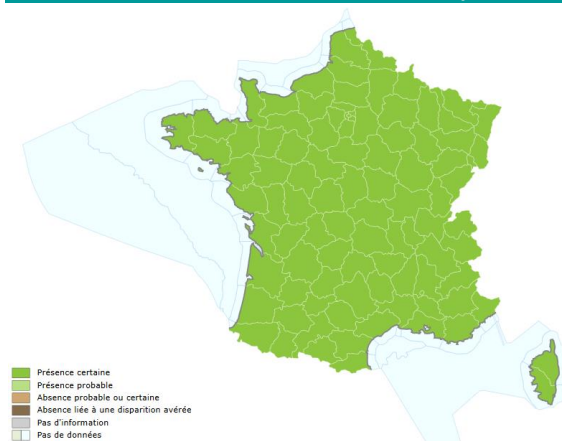 Présence certaine
Présence probable
Absence probable ou certaine
Absence liée à une disparition avérée
Pas d'information
Pas de données